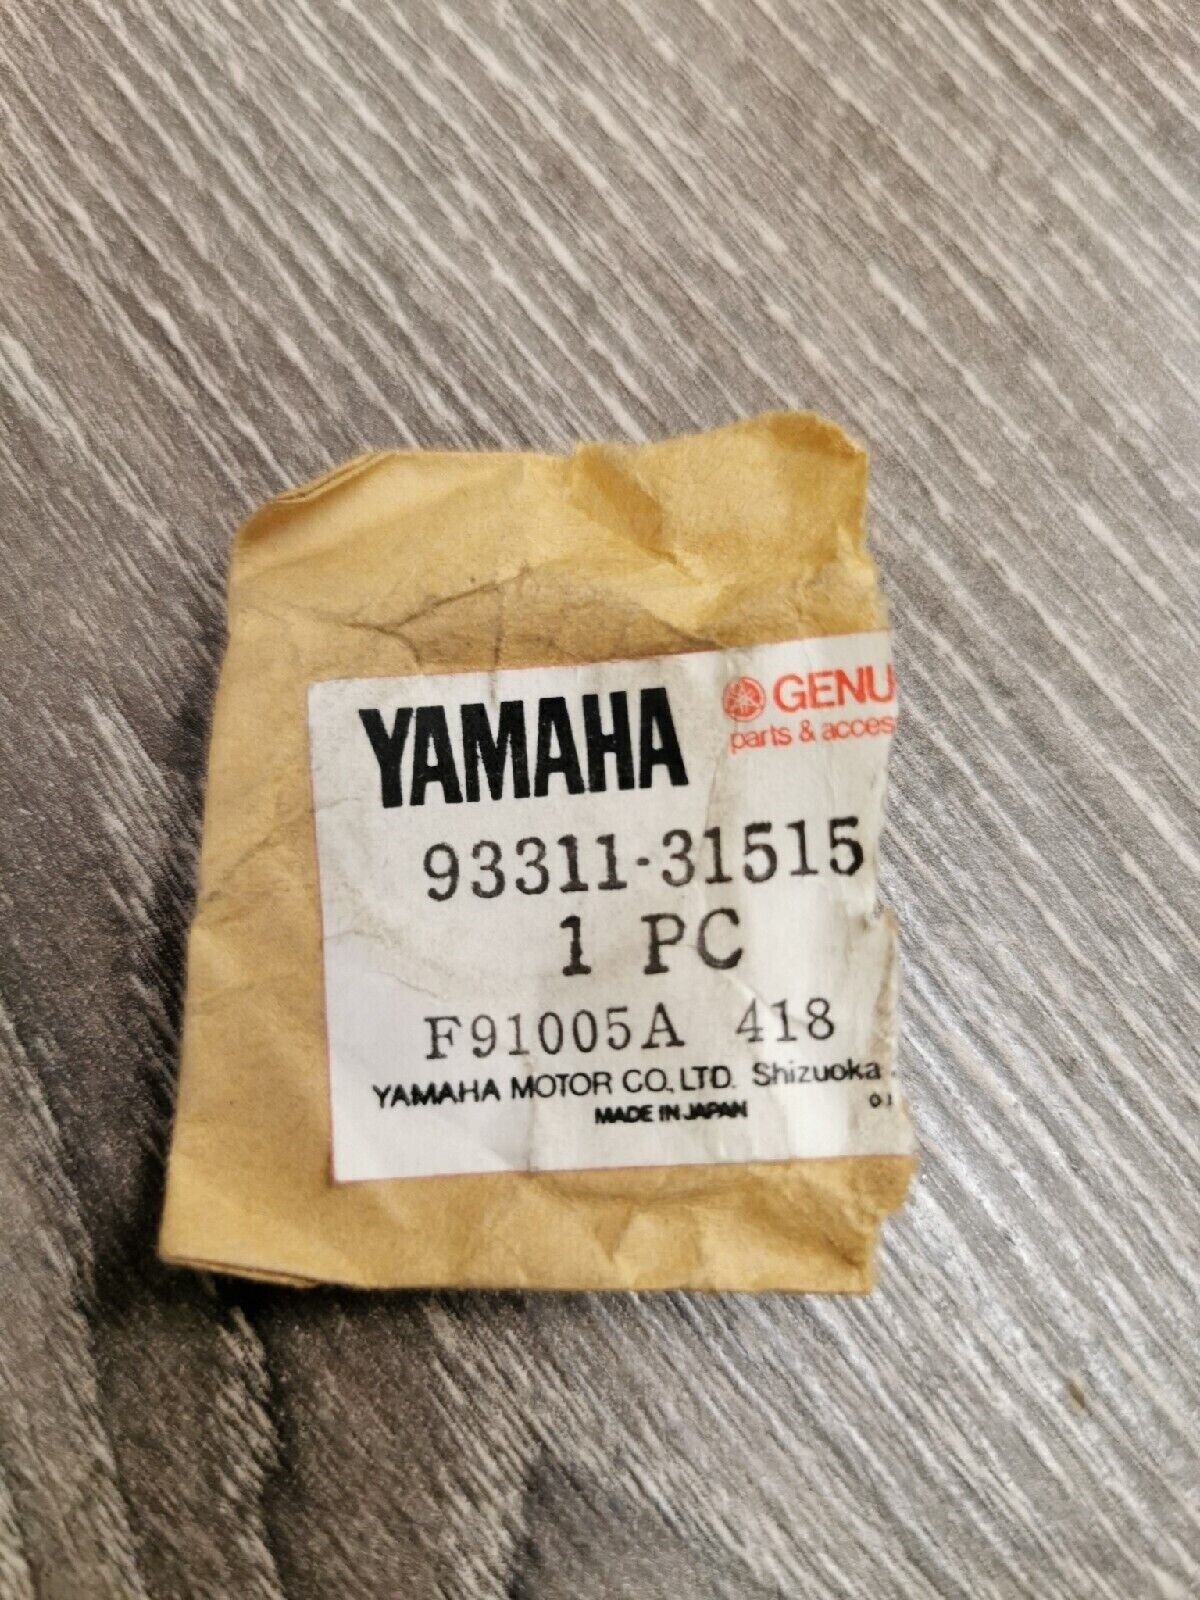 YAMAHA
GENU
parts & acces
93311-31515
1 PC
F91005A 418
YAMAHA MOTOR CO., LTD. Shizuoka
MADE IN JAPAN